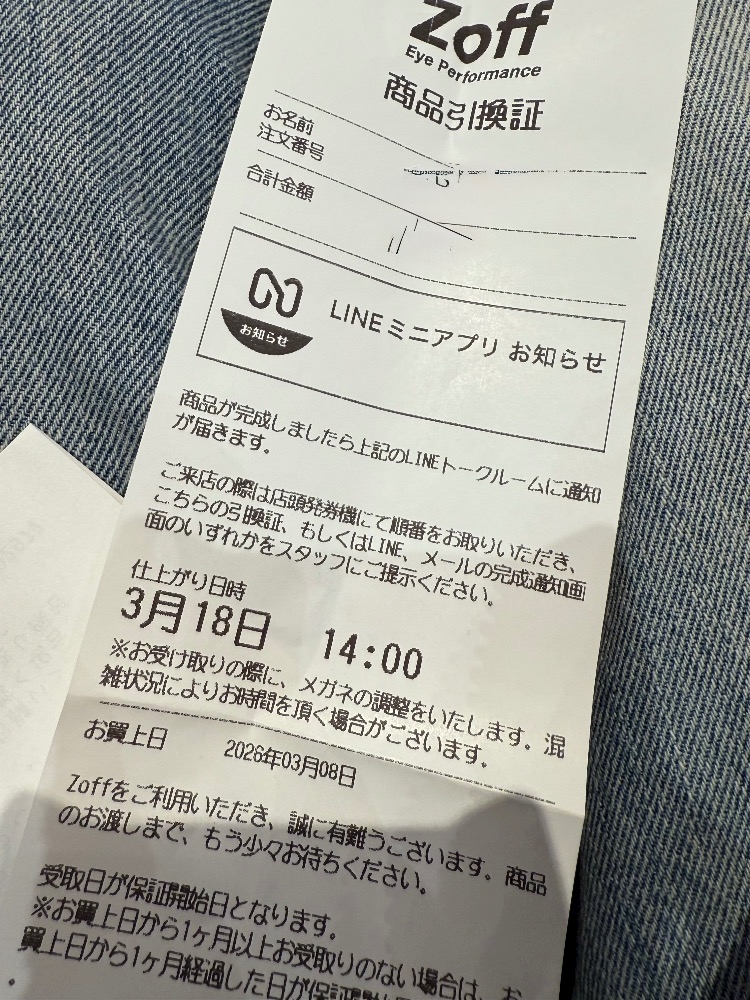 Zoff
Eye Performance
商品引換証
お名前
注文番号
合計金額
お知らせ
LINEミニアプリ お知らせ
商品が完成しましたら上記のLINEトークルームに通知
が届きます。
ご来店の際は店頭発券機にて順番をお取りいただき、
こちらの引換証、もしくはLINE、メールの完成通知画
面のいずれかをスタッフにご提示ください。
仕上がり日時
3月18日 14:00
※お受け取りの際に、メガネの調整をいたします。混
雑状況によりお時間を頂く場合がございます。
お買上日 2026年03月08日
Zoffをご利用いただき、誠に有難うございます。商品
のお渡しまで、もう少々お待ちください。
受取日が保証開始日となります。
※お買上日から1ヶ月以上お受取りのない場合は、お
買上日から1ヶ月経過した日が保証開始